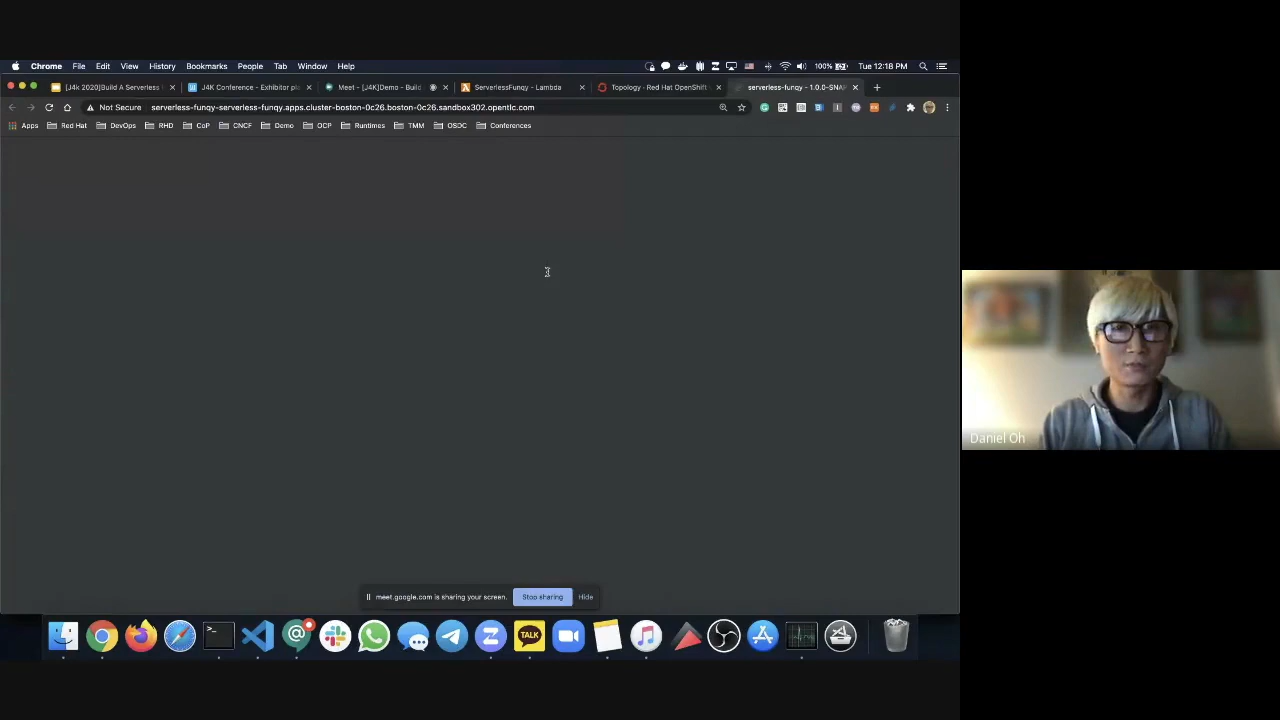 Chrome File Edit View History Bookmarks People Tab Window Help 100% Tue 12:18 PM
[J4k 2020]Build A Serverless J4K Conference - Exhibitor pla Meet - [J4K]Demo - Build ServerlessFunqy - Lambda Topology · Red Hat OpenShift serverless-funqy - 1.0.0-SNAP
Not Secure serverless-funqy-serverless-funqy.apps.cluster-boston-0c26.boston-0c26.sandbox302.opentlc.com
Apps Red Hat DevOps RHD CoP CNCF Demo OCP Runtimes TMM OSDC Conferences
Daniel Oh
meet.google.com is sharing your screen. Stop sharing Hide
TALK